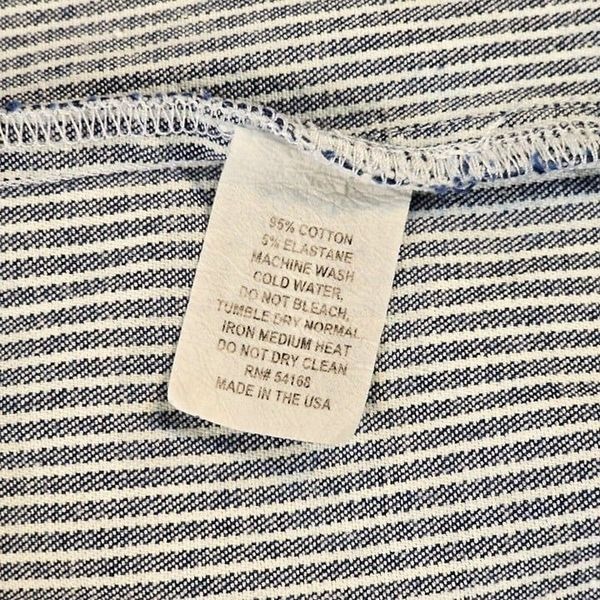 95% COTTON
5% ELASTANE
MACHINE WASH
COLD WATER,
DO NOT BLEACH,
TUMBLE DRY NORMAL,
IRON MEDIUM HEAT
DO NOT DRY CLEAN
RN# 54168
MADE IN THE USA